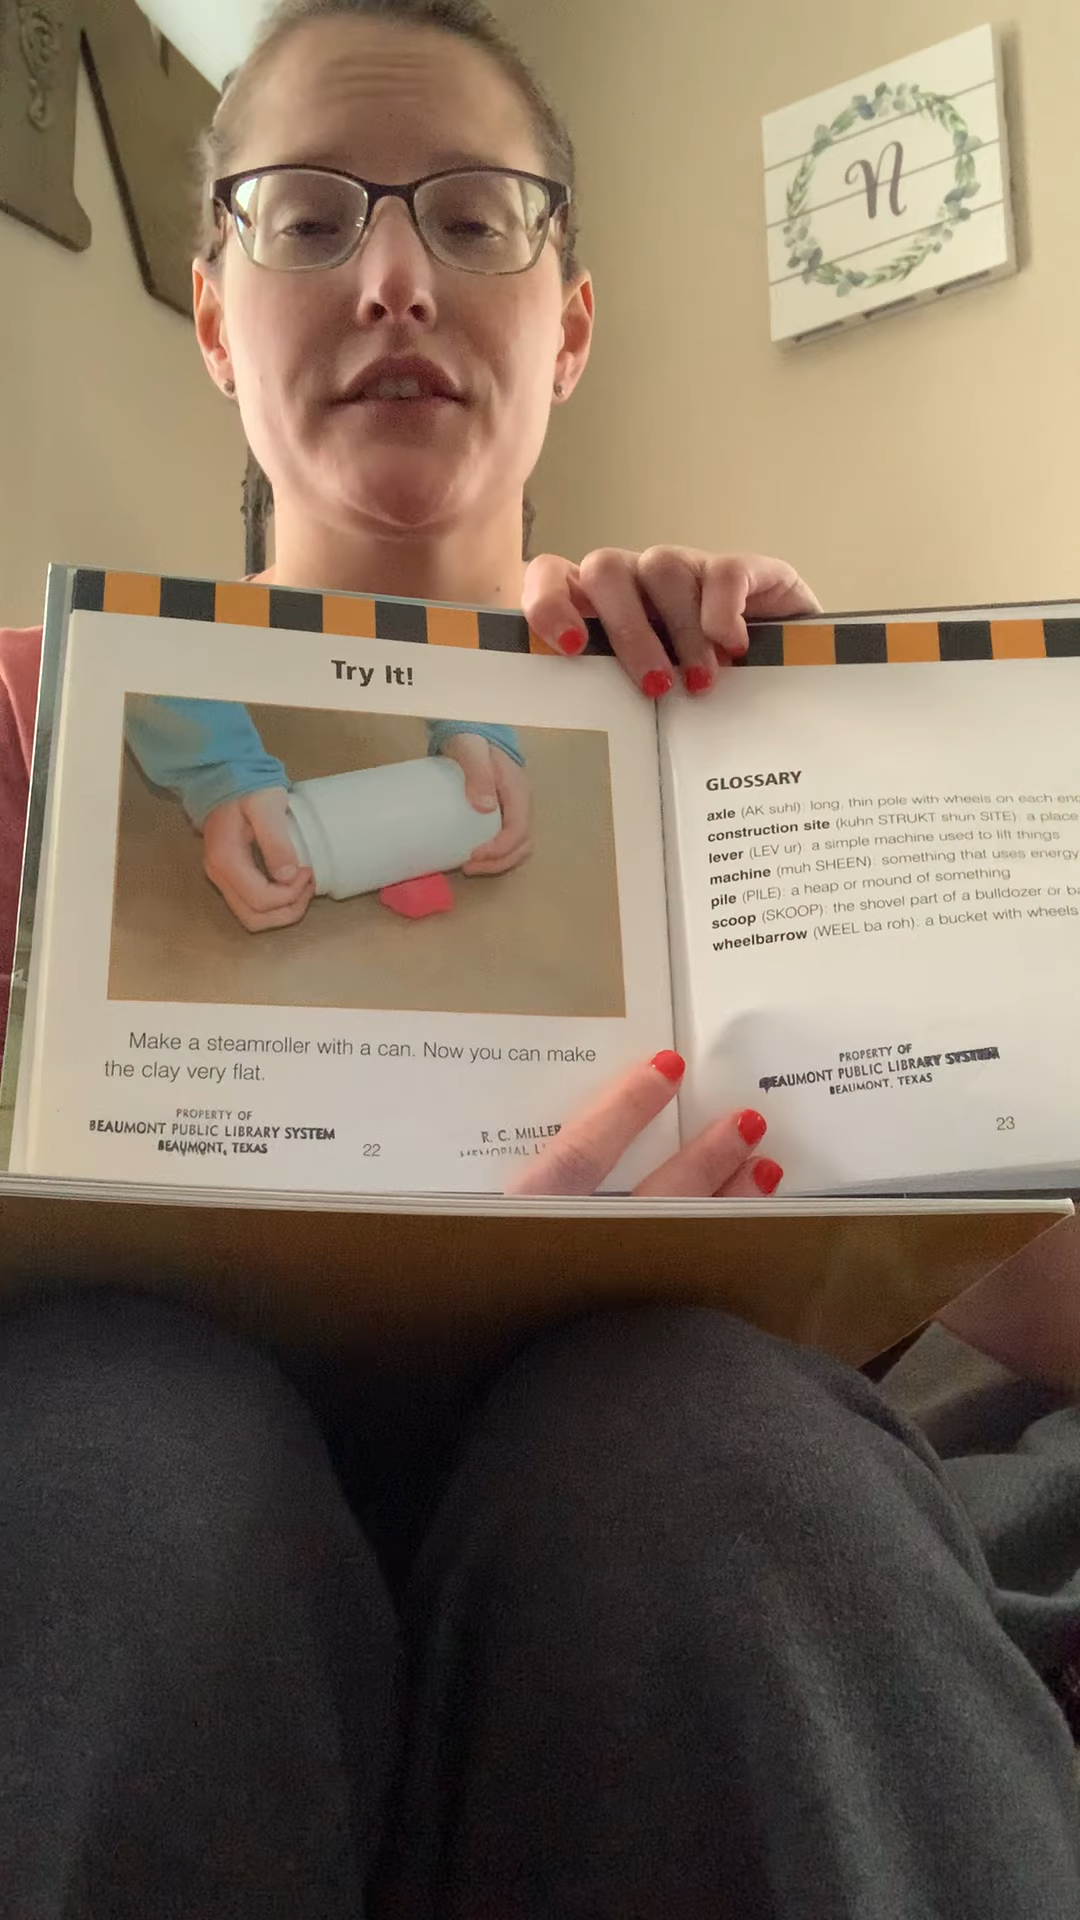 n
Try It!
Make a steamroller with a can. Now you can make
the clay very flat.
PROPERTY OF
BEAUMONT PUBLIC LIBRARY SYSTEM
BEAUMONT, TEXAS
22
R. C. MILLER
GLOSSARY
axle (AK suhl): long, thin pole with wheels on each end
construction site (kuhn STRUKT shun SITE): a place
lever (LEV ur): a simple machine used to lift things
machine (muh SHEEN): something that uses energy
pile (PILE): a heap or mound of something
scoop (SKOOP): the shovel part of a bulldozer or
wheelbarrow (WEEL ba roh): a bucket with wheels
PROPERTY OF
BEAUMONT PUBLIC LIBRARY SYSTEM
BEAUMONT, TEXAS
23